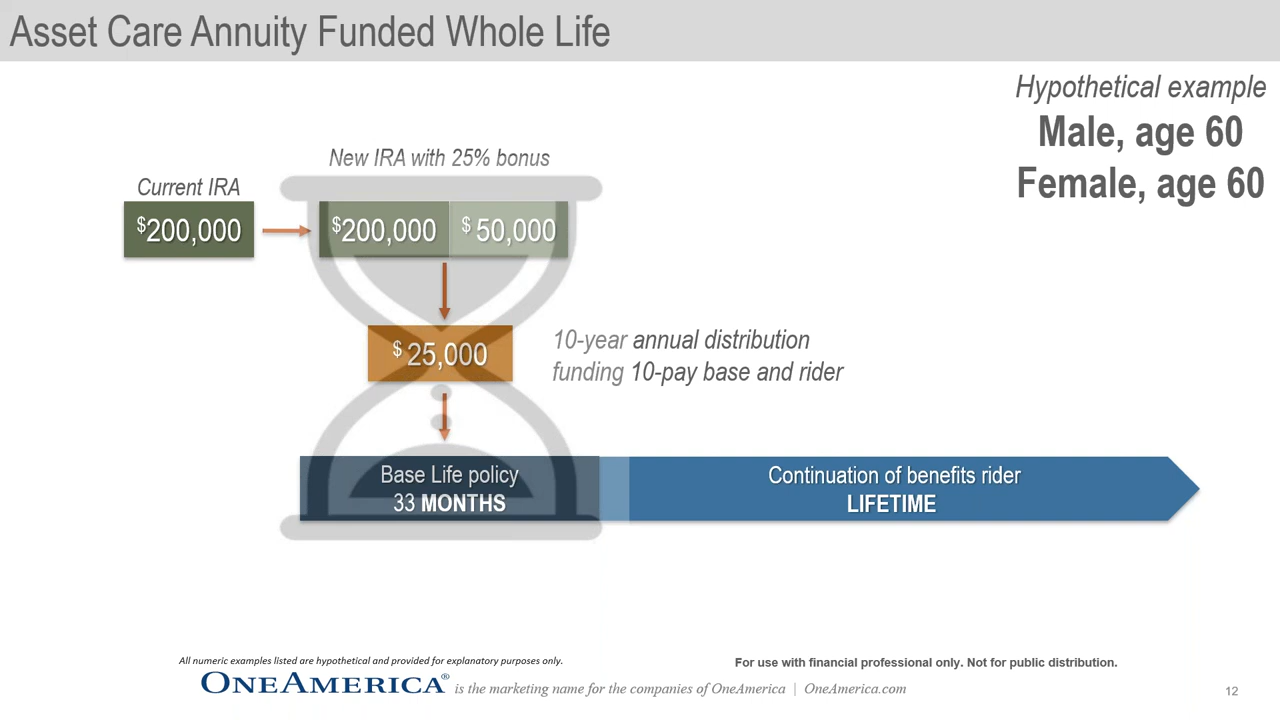 Asset Care Annuity Funded Whole Life
Hypothetical example
Male, age 60
Female, age 60
New IRA with 25% bonus
Current IRA
$200,000
$200,000
$ 50,000
$ 25,000
10-year annual distribution
funding 10-pay base and rider
Base Life policy
33 MONTHS
Continuation of benefits rider
LIFETIME
All numeric examples listed are hypothetical and provided for explanatory purposes only.
For use with financial professional only. Not for public distribution.
ONEAMERICA® is the marketing name for the companies of OneAmerica | OneAmerica.com
12